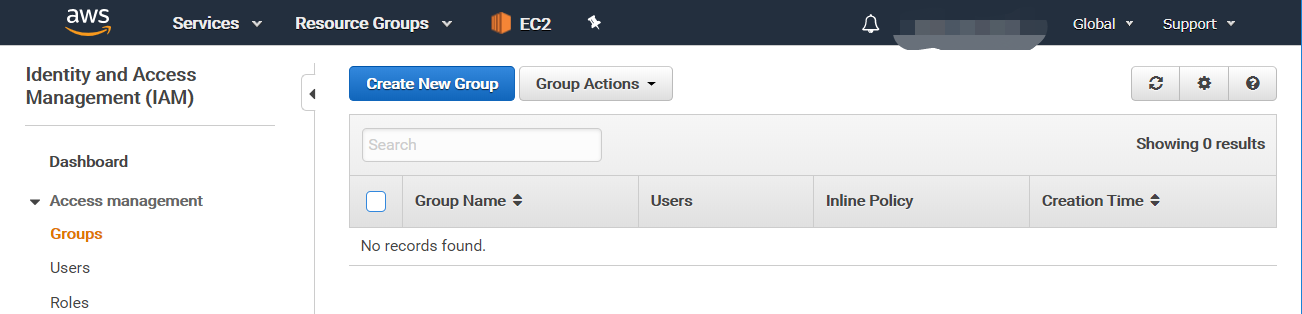 aws Services Resource Groups EC2 Global Support
Identity and Access
Management (IAM)
Dashboard
Access management
Groups
Users
Roles
Create New Group Group Actions
Search
Showing 0 results
Group Name Users Inline Policy Creation Time
No records found.